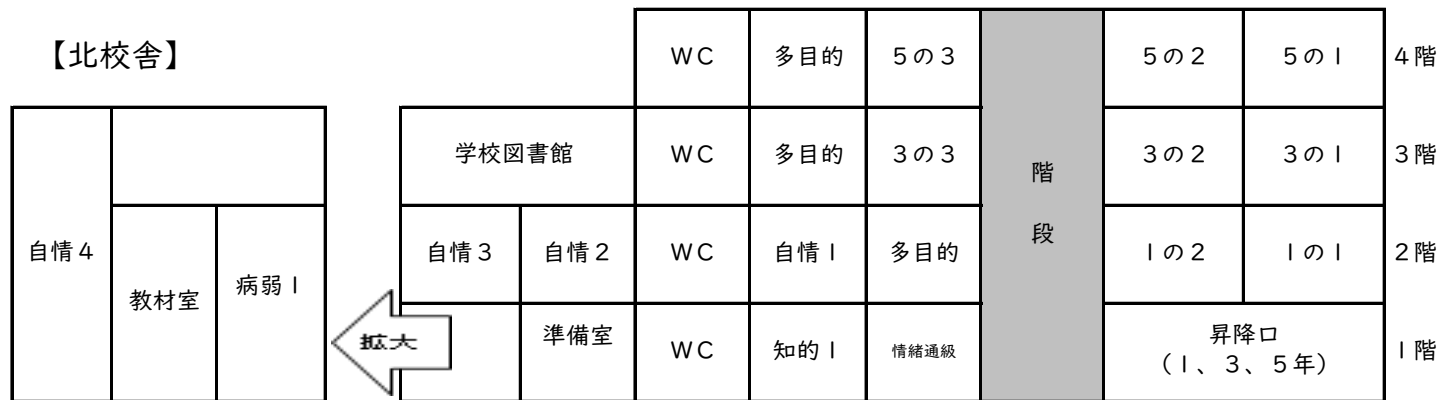 【北校舎】
WC 多目的 5の3 5の2 5の1 4階
学校図書館 WC 多目的 3の3 3の2 3の1 3階
階
段
自情4 自情3 自情2 WC 自情1 多目的 1の2 1の1 2階
教材室 病弱1
拡大 準備室 WC 知的1 情緒通級 昇降口 1階
(1、3、5年)